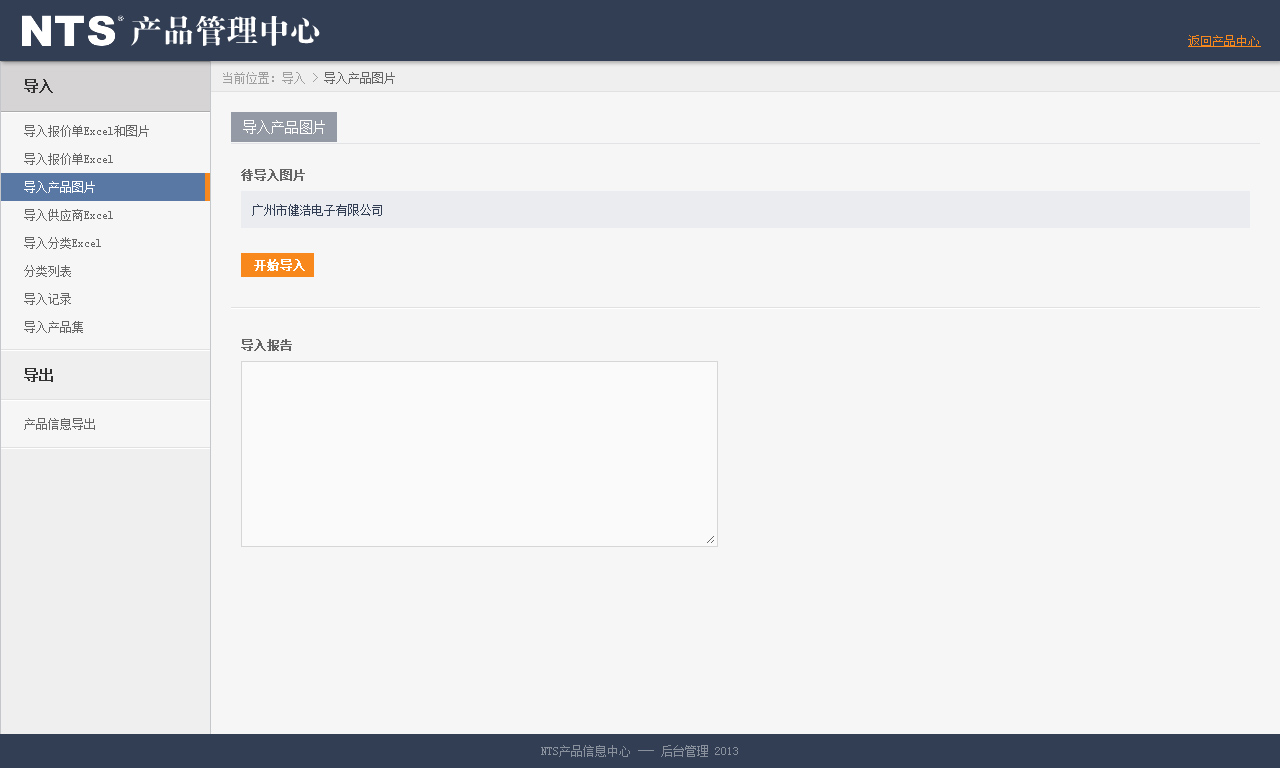 NTS® 产品管理中心
返回产品中心
导入
导入报价单Excel和图片
导入报价单Excel
导入产品图片
导入供应商Excel
导入分类Excel
分类列表
导入记录
导入产品集
导出
产品信息导出
当前位置：导入 > 导入产品图片
导入产品图片
待导入图片
广州市健洁电子有限公司
开始导入
导入报告
NTS产品信息中心 —— 后台管理 2013